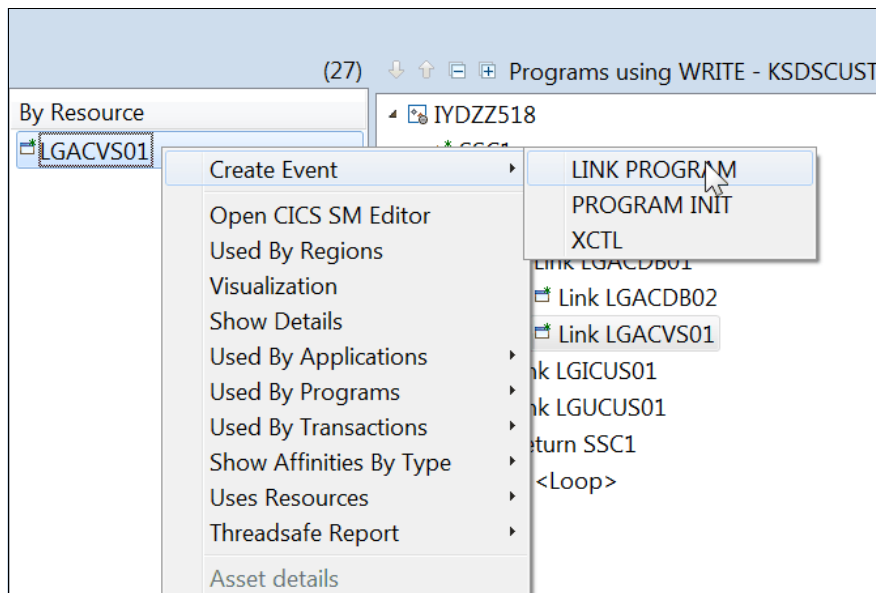 (27)
Programs using WRITE - KSDSCUST
By Resource
IYDZZ518
LGACVS01
SSC1
Create Event
LINK PROGRAM
PROGRAM INIT
XCTL
Open CICS SM Editor
Used By Regions
Visualization
Show Details
Used By Applications
Used By Programs
Used By Transactions
Show Affinities By Type
Uses Resources
Threadsafe Report
Asset details
Link LGACDB01
Link LGACDB02
Link LGACVS01
nk LGICUS01
nk LGUCUS01
eturn SSC1
<Loop>